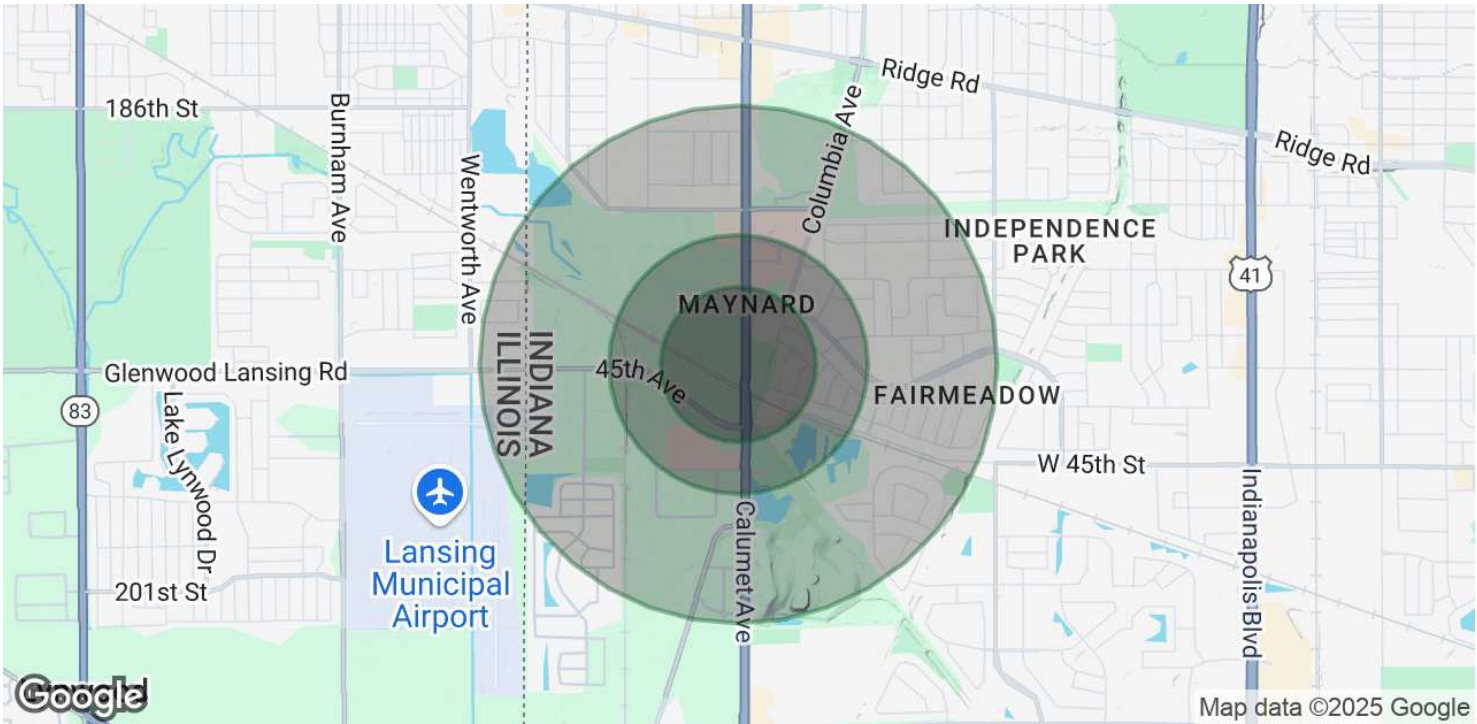 Ridge Rd
186th St
Burnham Ave
Columbia Ave
Ridge Rd
Wentworth Ave
INDEPENDENCE
PARK
41
MAYNARD
INDIANA
ILLINOIS
Glenwood Lansing Rd
45th Ave
83
Lake Lynwood Dr
FAIRMEADOW
W 45th St
Indianapolis Blvd
Calumet Ave
Lansing
Municipal
Airport
201st St
Google
Map data ©2025 Google